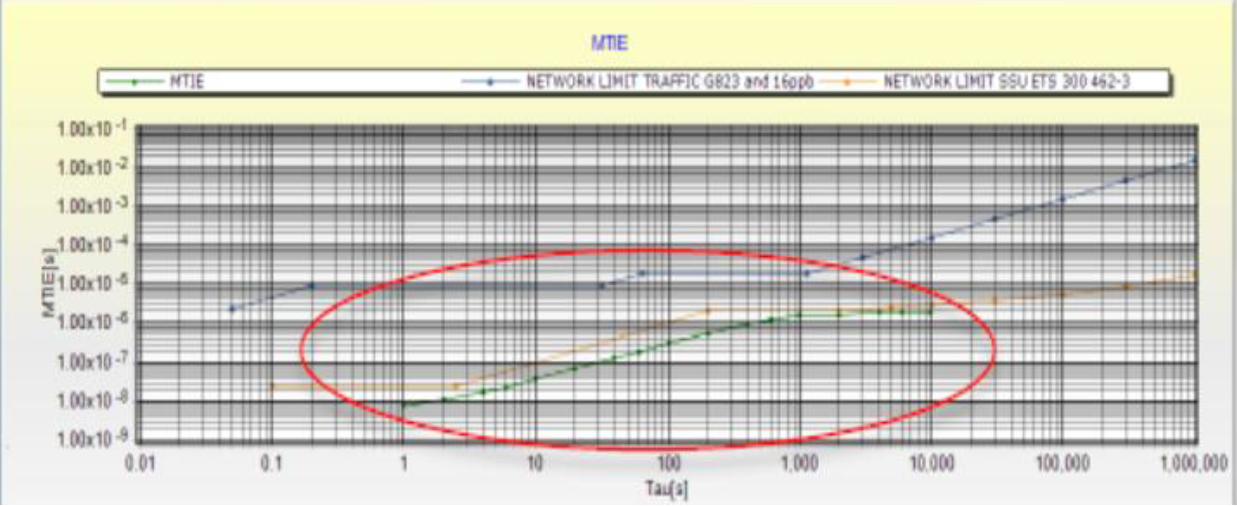 MTIE
MTIE NETWORK LIMIT TRAFFIC G823 and 16ppb NETWORK LIMIT SSU ETS 300 462-3
1.00x10 -1
1.00x10 -2
1.00x10 -3
1.00x10 -4
1.00x10 -5
1.00x10 -6
1.00x10 -7
1.00x10 -8
1.00x10 -9
MTIE[s]
0.01 0.1 1 10 100 1,000 10,000 100,000 1,000,000
Tau[s]